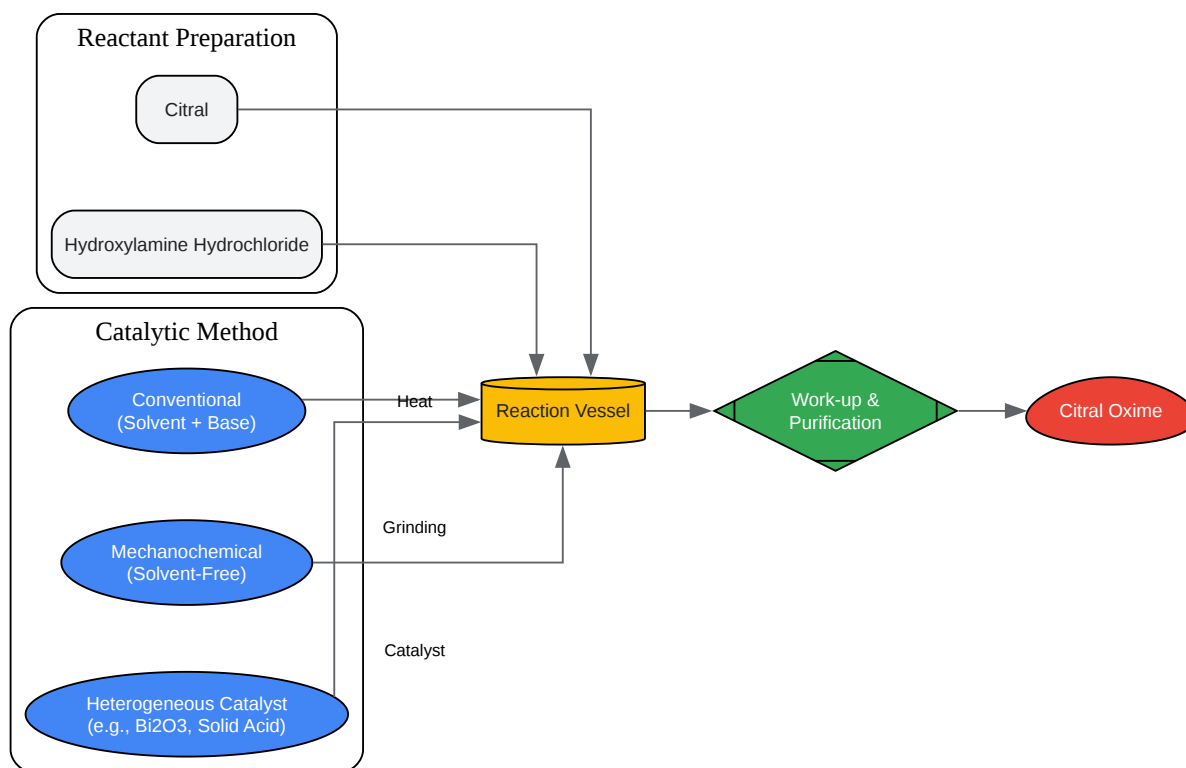 Reactant Preparation
Citral
Hydroxylamine Hydrochloride
Catalytic Method
Conventional
(Solvent + Base)
Heat
Mechanochemical
(Solvent-Free)
Grinding
Heterogeneous Catalyst
(e.g., Bi2O3, Solid Acid)
Catalyst
Reaction Vessel
Work-up &
Purification
Citral Oxime